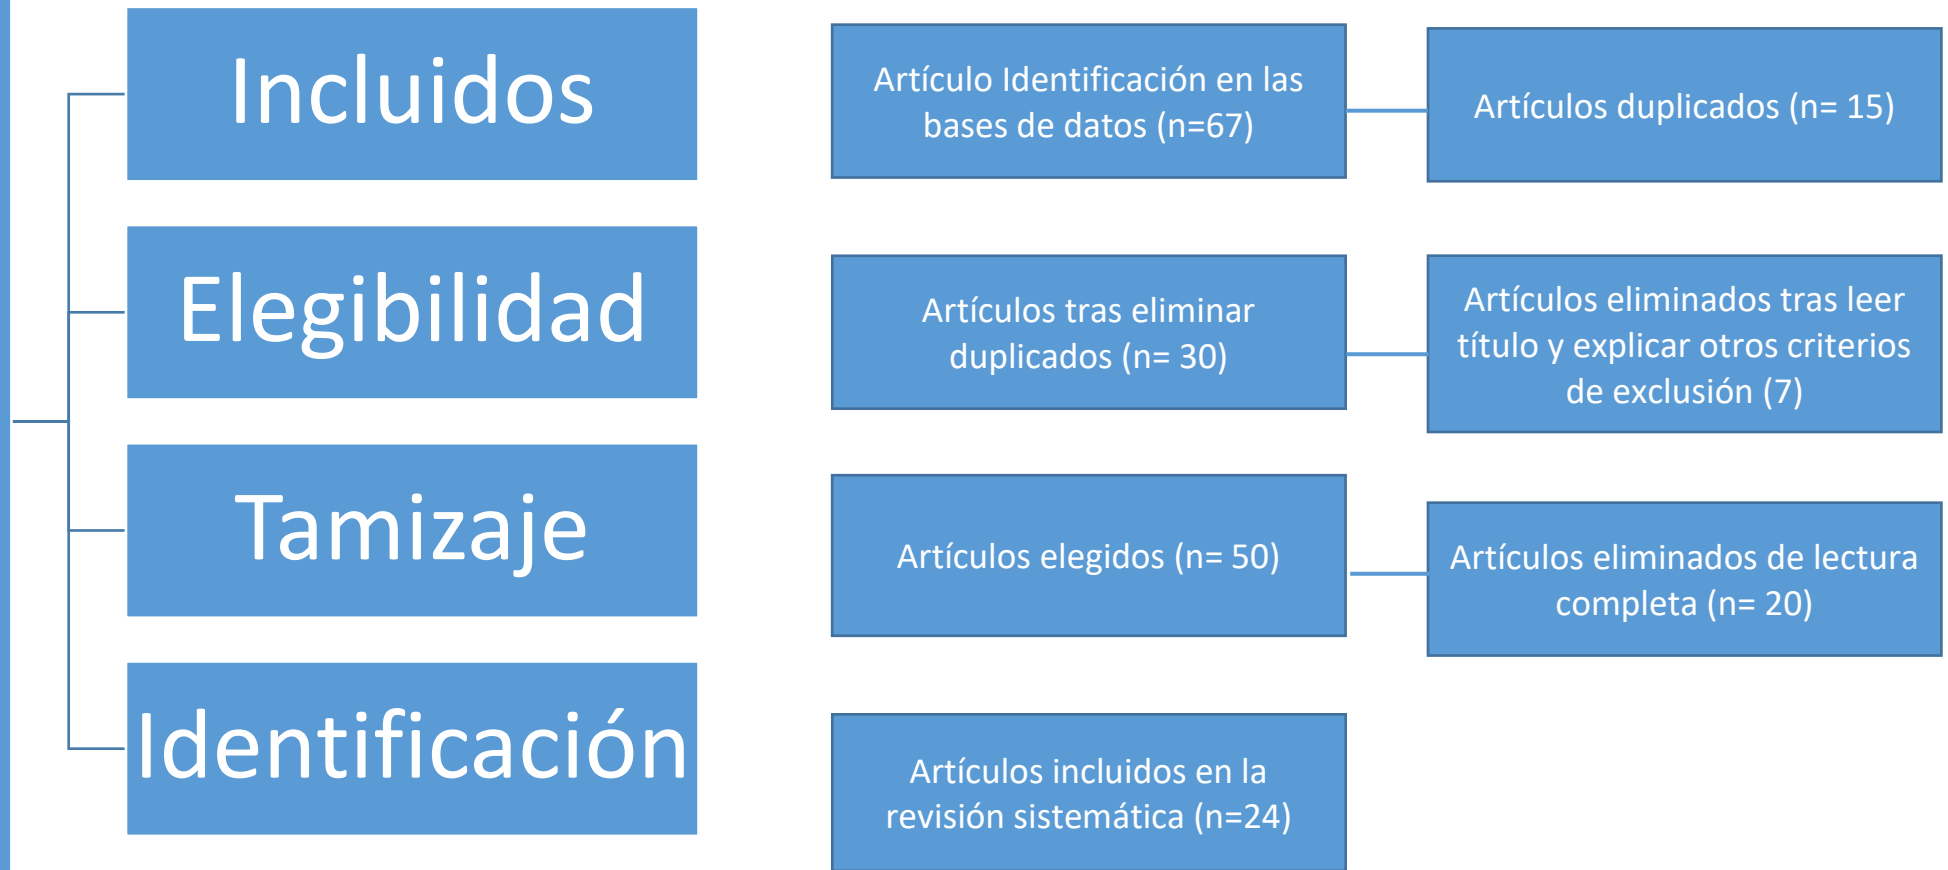 Incluidos
Elegibilidad
Tamizaje
Identificación
Artículo Identificación en las
bases de datos (n=67)
Artículos duplicados (n= 15)
Artículos tras eliminar
duplicados (n= 30)
Artículos eliminados tras leer
título y explicar otros criterios
de exclusión (7)
Artículos elegidos (n= 50)
Artículos eliminados de lectura
completa (n= 20)
Artículos incluidos en la
revisión sistemática (n=24)